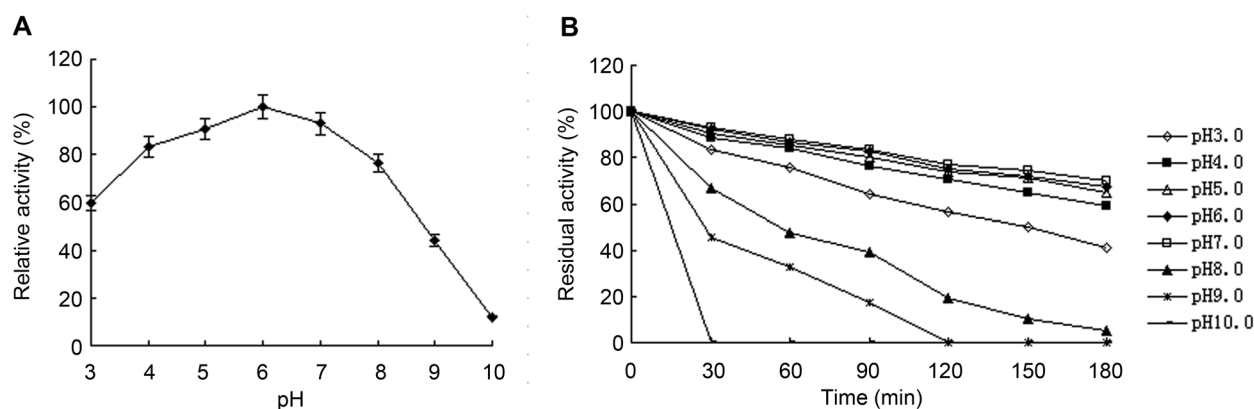 A
Relative activity (%)
120
100
80
60
40
20
0
3 4 5 6 7 8 9 10
pH
B
Residual activity (%)
120
100
80
60
40
20
0
0 30 60 90 120 150 180
Time (min)
pH3.0
pH4.0
pH5.0
pH6.0
pH7.0
pH8.0
pH9.0
pH10.0